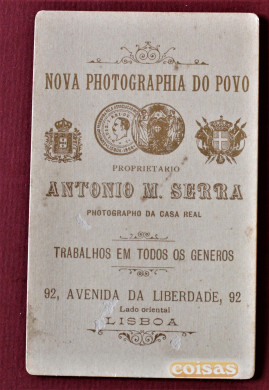 NOVA PHOTOGRAPHIA DO POVO
PROPRIETARIO
ANTONIO M. SERRA
PHOTOGRAPHO DA CASA REAL
TRABALHOS EM TODOS OS GENEROS
92, AVENIDA DA LIBERDADE, 92
Lado oriental
LISBOA
coisas